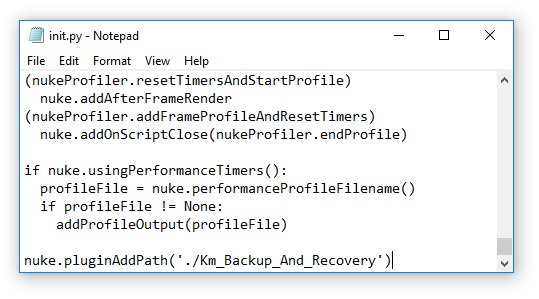 init.py - Notepad
File Edit Format View Help
(nukeProfiler.resetTimersAndStartProfile)
  nuke.addAfterFrameRender
(nukeProfiler.addFrameProfileAndResetTimers)
  nuke.addOnScriptClose(nukeProfiler.endProfile)

if nuke.usingPerformanceTimers():
  profileFile = nuke.performanceProfileFilename()
  if profileFile != None:
    addProfileOutput(profileFile)

nuke.pluginAddPath('./Km_Backup_And_Recovery')